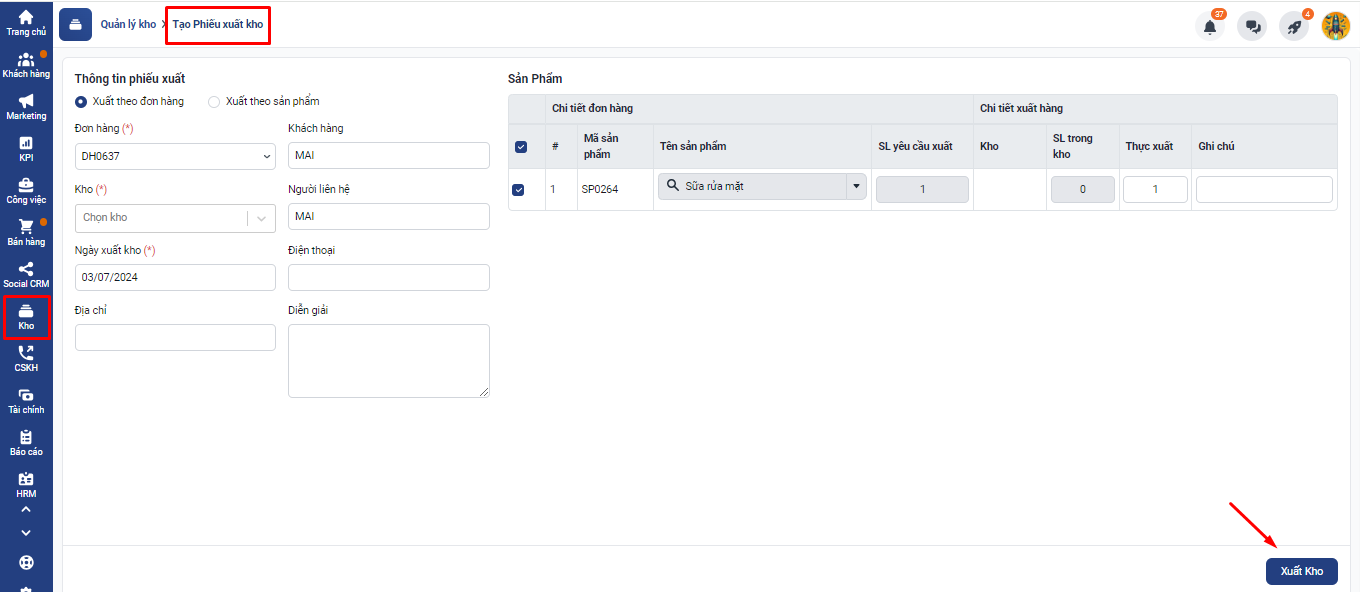 Trang chủ
Khách hàng
Marketing
KPI
Công việc
Bán hàng
Social CRM
Kho
CSKH
Tài chính
Báo cáo
HRM
Quản lý kho
Tạo Phiếu xuất kho
37
4
Thông tin phiếu xuất
Xuất theo đơn hàng
Xuất theo sản phẩm
Đơn hàng (*)
Khách hàng
DH0637
MAI
Kho (*)
Người liên hệ
Chọn kho
MAI
Ngày xuất kho (*)
Điện thoại
03/07/2024
Địa chỉ
Diễn giải
Sản Phẩm
Chi tiết đơn hàng
Chi tiết xuất hàng
#
Mã sản
phẩm
Tên sản phẩm
SL yêu cầu xuất
Kho
SL trong
kho
Thực xuất
Ghi chú
1
SP0264
Sữa rửa mặt
1
0
1
Xuất Kho